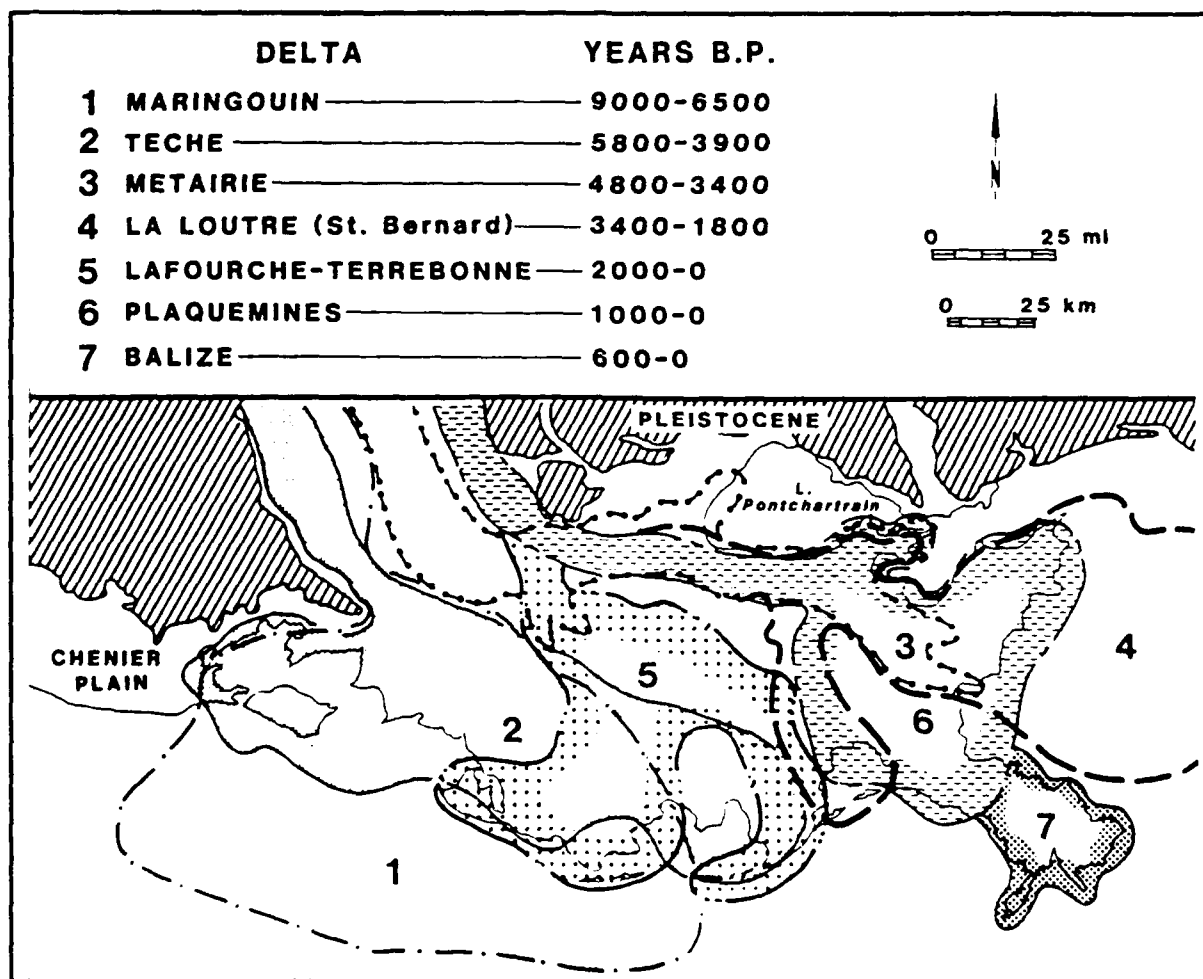 DELTA YEARS B.P.
1 MARINGOUIN 9000-6500
2 TECHE 5800-3900
3 METAIRIE 4800-3400
4 LA LOUTRE (St. Bernard) 3400-1800
5 LAFOURCHE-TERREBONNE 2000-0
6 PLAQUEMINES 1000-0
7 BALIZE 600-0
N
0 25 mi
0 25 km
PLEISTOCENE
L.
Pontchartrain
CHENIER
PLAIN
3
4
5
6
2
7
1